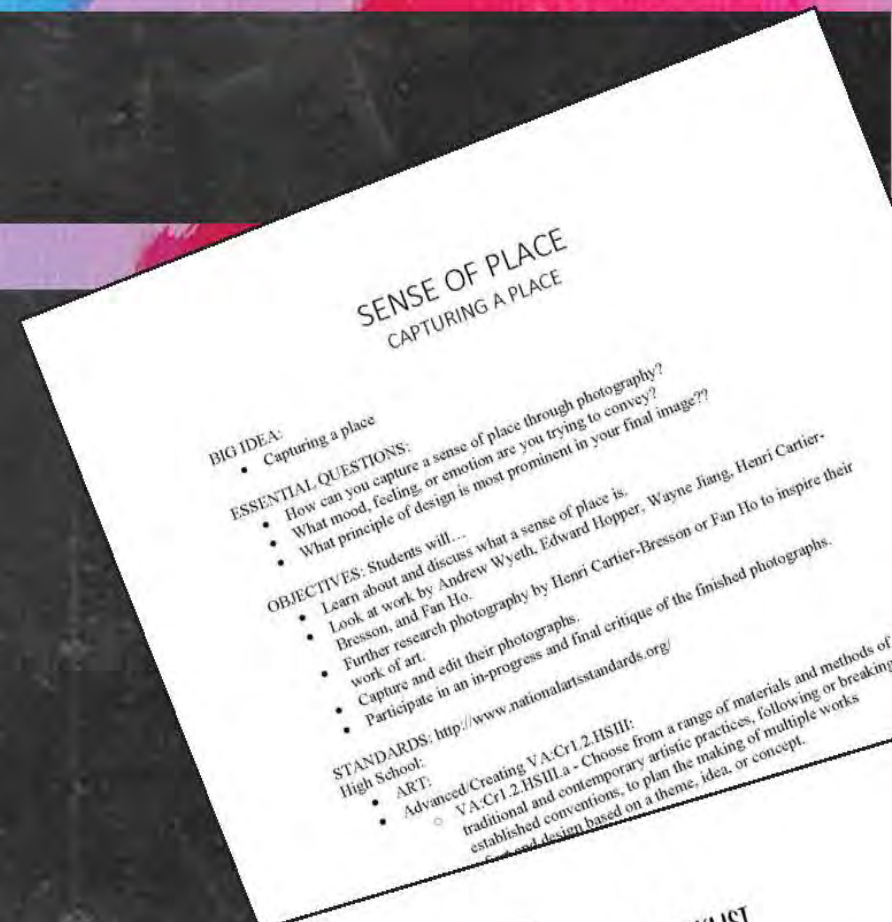 SENSE OF PLACE
CAPTURING A PLACE
BIG IDEA:
• Capturing a place
ESSENTIAL QUESTIONS:
• How can you capture a sense of place through photography?
• What mood, feeling, or emotion are you trying to convey?
• What principle of design is most prominent in your final image??
OBJECTIVES: Students will…
• Learn about and discuss what a sense of place is.
• Look at work by Andrew Wyeth, Edward Hopper, Wayne Jiang, Henri Cartier-
Bresson, and Fan Ho.
• Further research photography by Henri Cartier-Bresson or Fan Ho to inspire their
work of art.
• Capture and edit their photographs.
• Participate in an in-progress and final critique of the finished photographs.
STANDARDS: http://www.nationalartsstandards.org/
High School:
• ART:
• Advanced/Creating VA:Cr1.2.HSIII:
○ VA:Cr1.2.HSIII.a - Choose from a range of materials and methods of
traditional and contemporary artistic practices, following or breaking
established conventions, to plan the making of multiple works
and design based on a theme, idea, or concept.